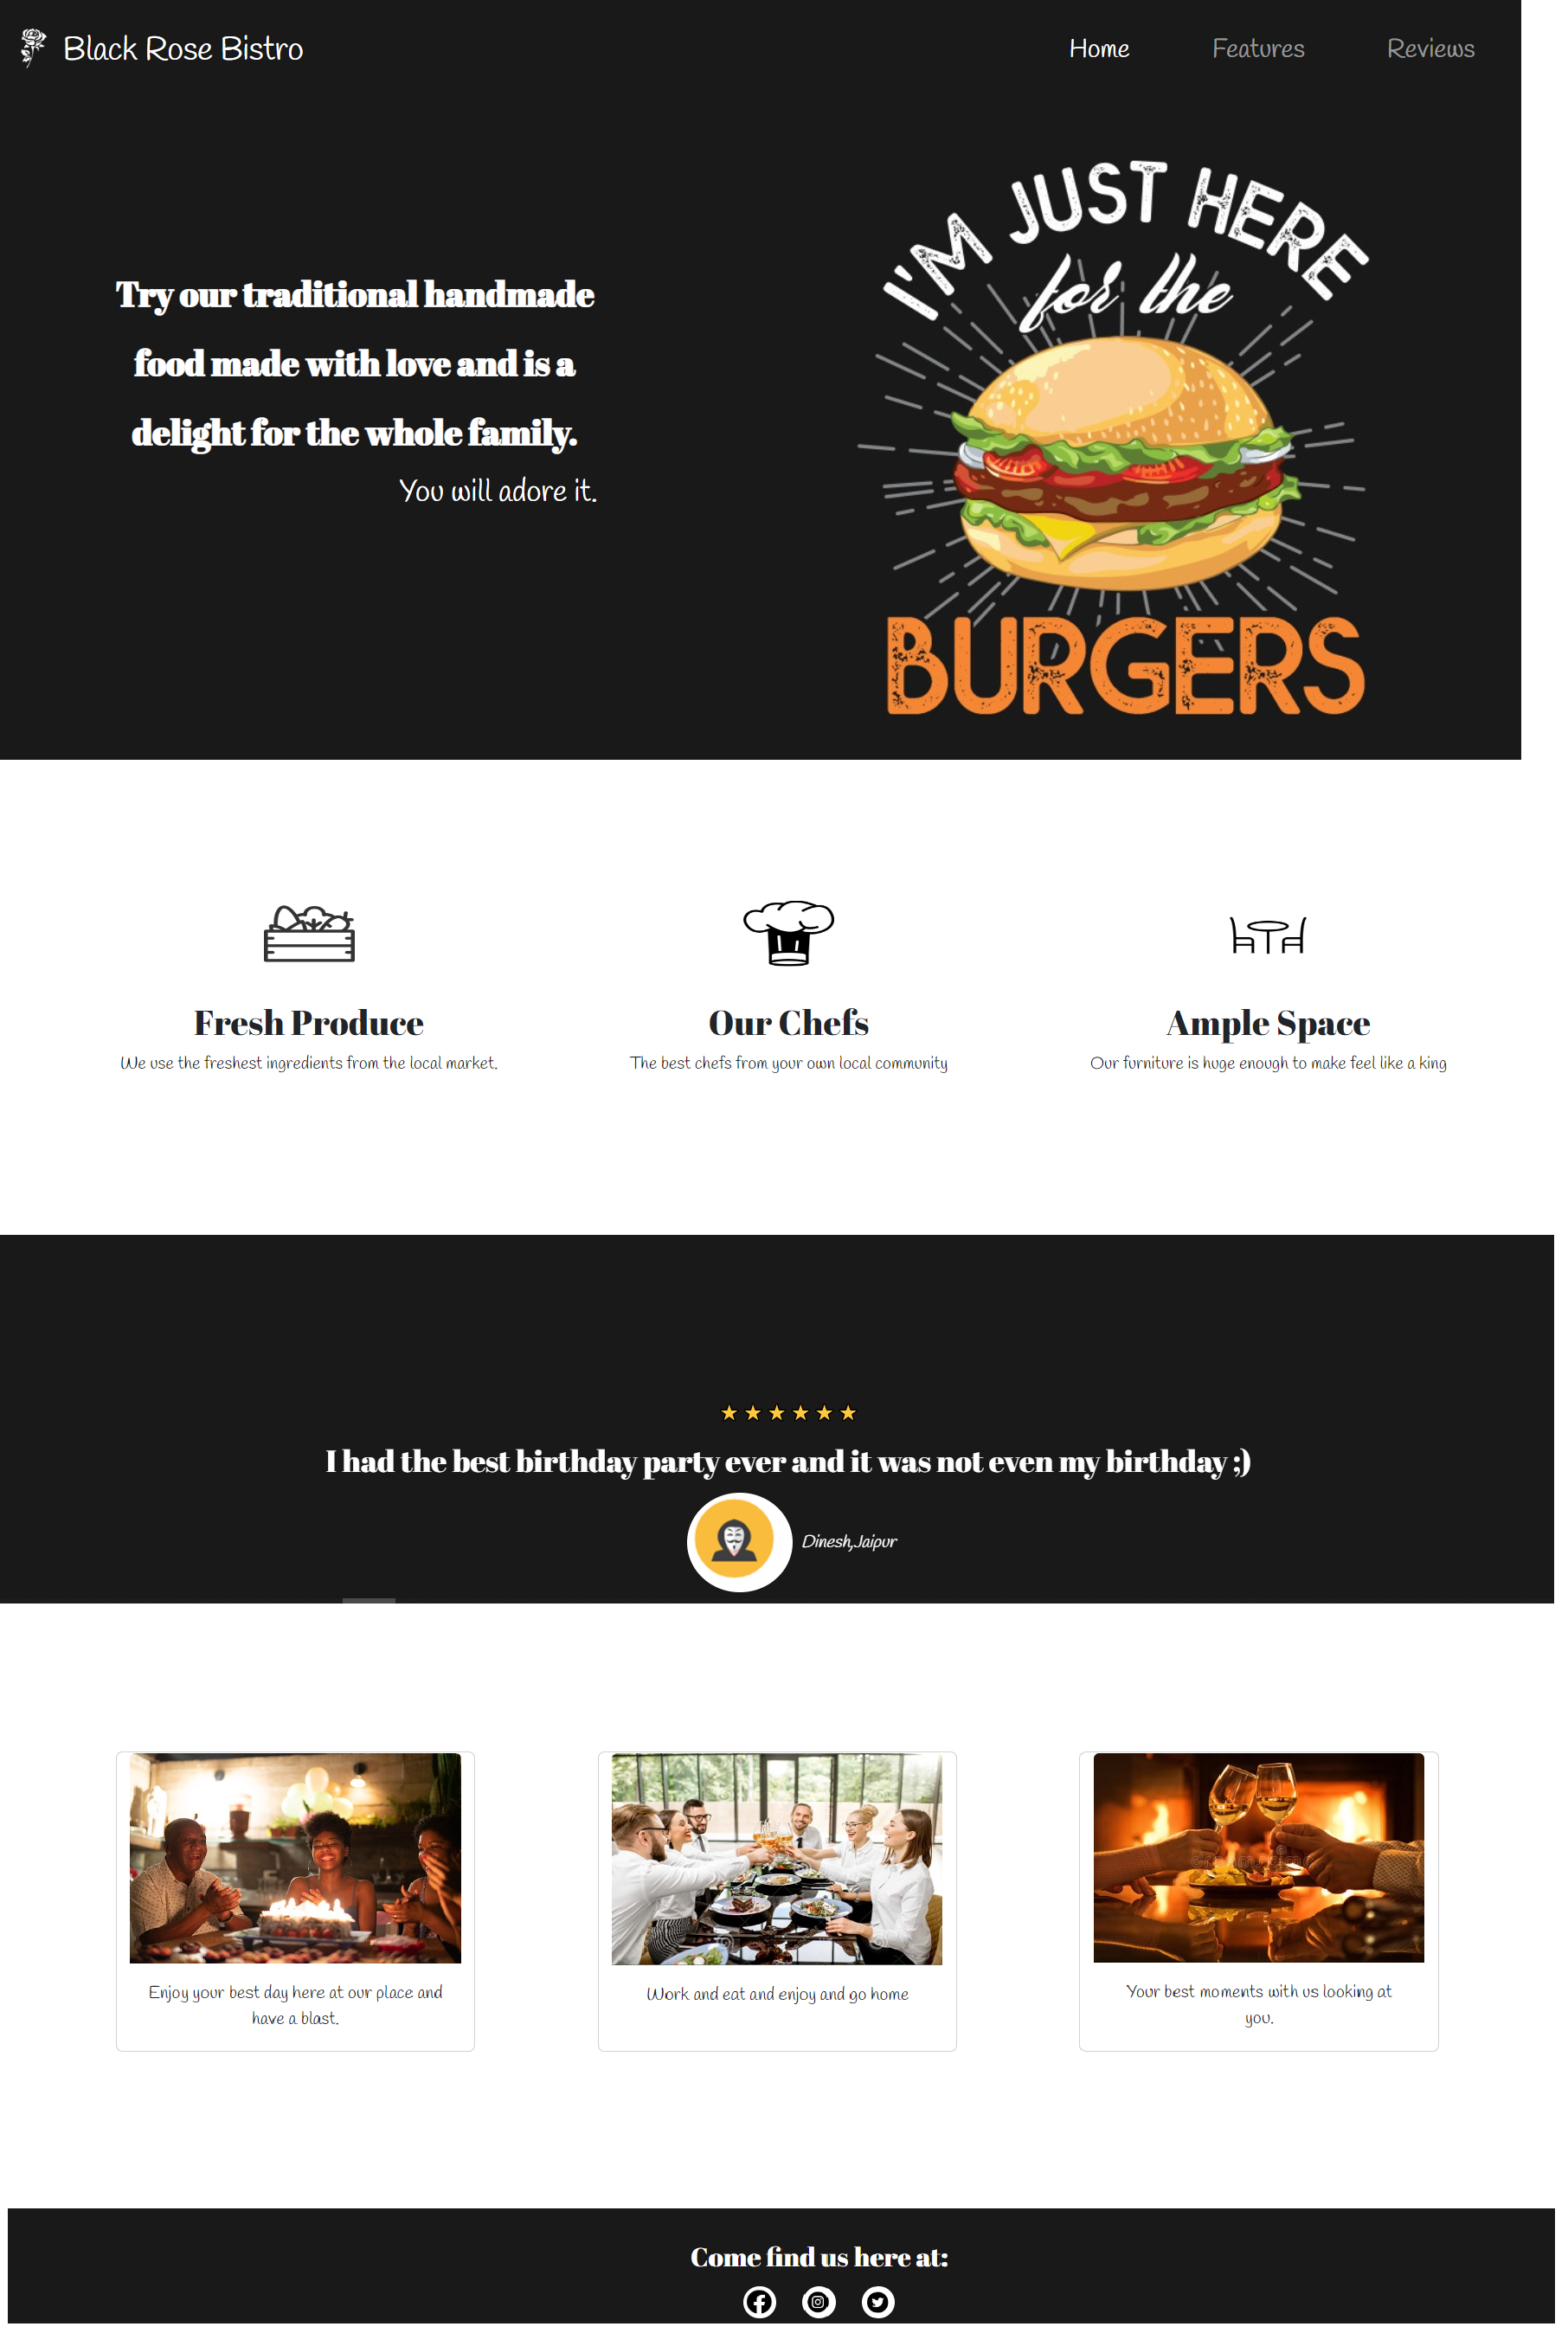 Black Rose Bistro
Home Features Reviews
I'M JUST HERE
for the
BURGERS
Try our traditional handmade
food made with love and is a
delight for the whole family.
You will adore it.
Fresh Produce
We use the freshest ingredients from the local market.
Our Chefs
The best chefs from your own local community
Ample Space
Our furniture is huge enough to make feel like a king
I had the best birthday party ever and it was not even my birthday ;)
Dinesh,Jaipur
Enjoy your best day here at our place and
have a blast.
Work and eat and enjoy and go home
Your best moments with us looking at
you.
Come find us here at: